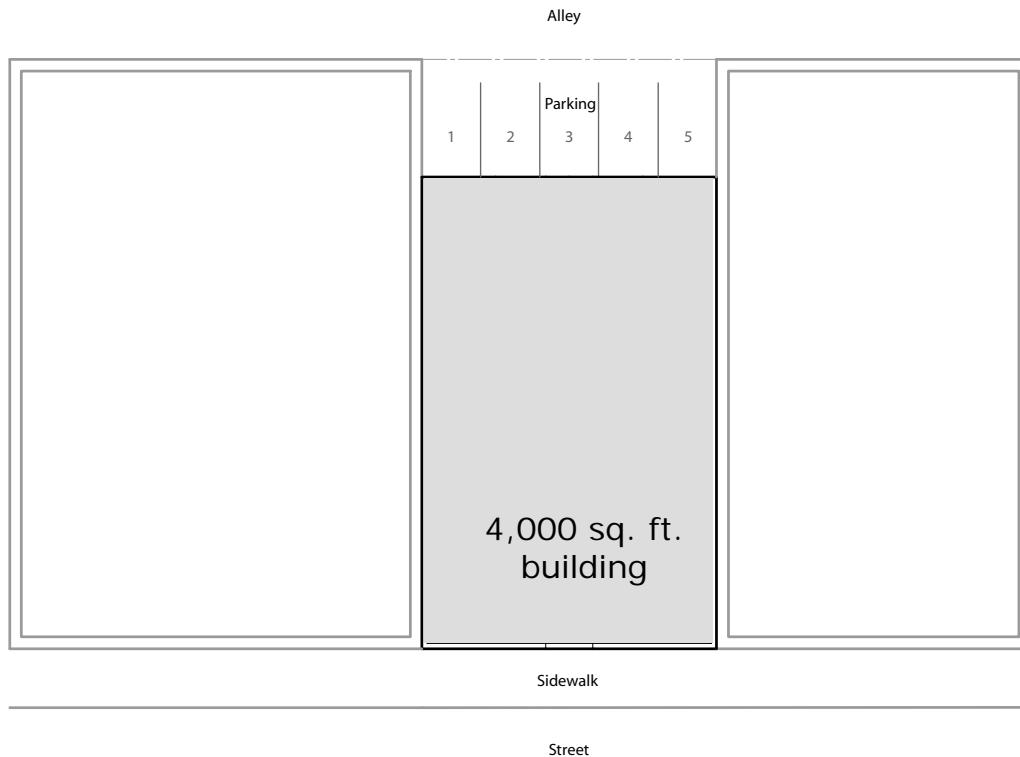 Alley
Parking
1 2 3 4 5
4,000 sq. ft.
building
Sidewalk
Street